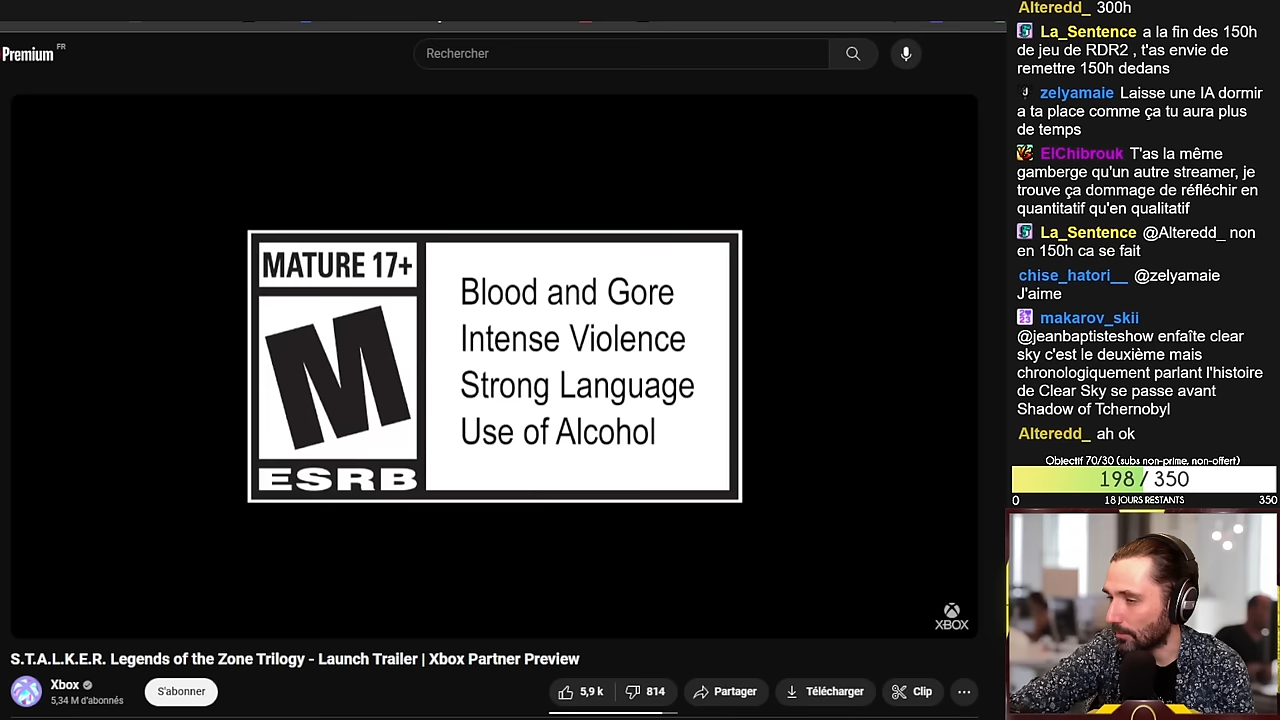 Premium FR
Rechercher
MATURE 17+
M
ESRB
Blood and Gore
Intense Violence
Strong Language
Use of Alcohol
XBOX
S.T.A.L.K.E.R. Legends of the Zone Trilogy - Launch Trailer | Xbox Partner Preview
Xbox
5,34 M d'abonnés
S'abonner
5,9 k
814
Partager
Télécharger
Clip
Alteredd_ 300h
La_Sentence a la fin des 150h
de jeu de RDR2 , t'as envie de
remettre 150h dedans
zelyamaie Laisse une IA dormir
a ta place comme ça tu aura plus
de temps
ElChibrouk T'as la même
gamberge qu'un autre streamer, je
trouve ça dommage de réfléchir en
quantitatif qu'en qualitatif
La_Sentence @Alteredd_ non
en 150h ca se fait
chise_hatori__ @zelyamaie
J'aime
makarov_skii
@jeanbaptisteshow enfaîte clear
sky c'est le deuxième mais
chronologiquement parlant l'histoire
de Clear Sky se passe avant
Shadow of Tchernobyl
Alteredd_ ah ok
Objectif 70/30 (subs non-prime, non-offert)
198 / 350
0 18 JOURS RESTANTS 350